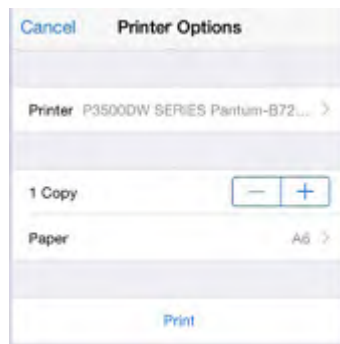 Cancel Printer Options
Printer P3500DW SERIES Pantum-B72...
1 Copy − +
Paper A6
Print